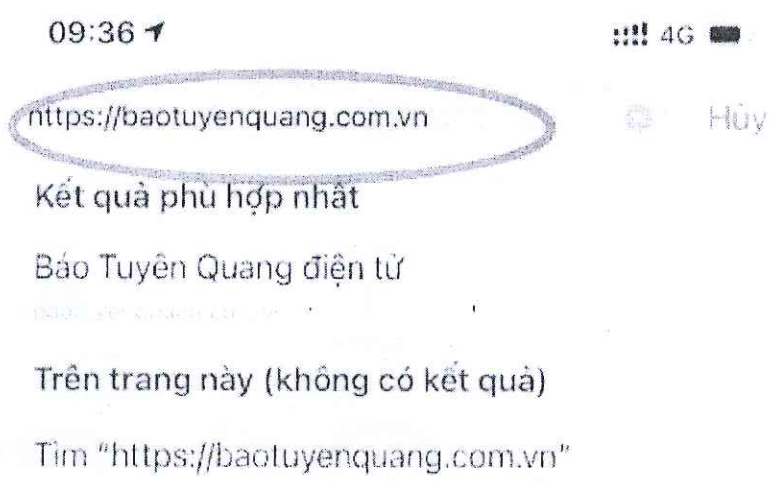 09:36
4G
https://baotuyenquang.com.vn
Hủy
Kết quả phù hợp nhất
Báo Tuyên Quang điện tử
Trên trang này (không có kết quả)
Tìm "https://baotuyenquang.com.vn"